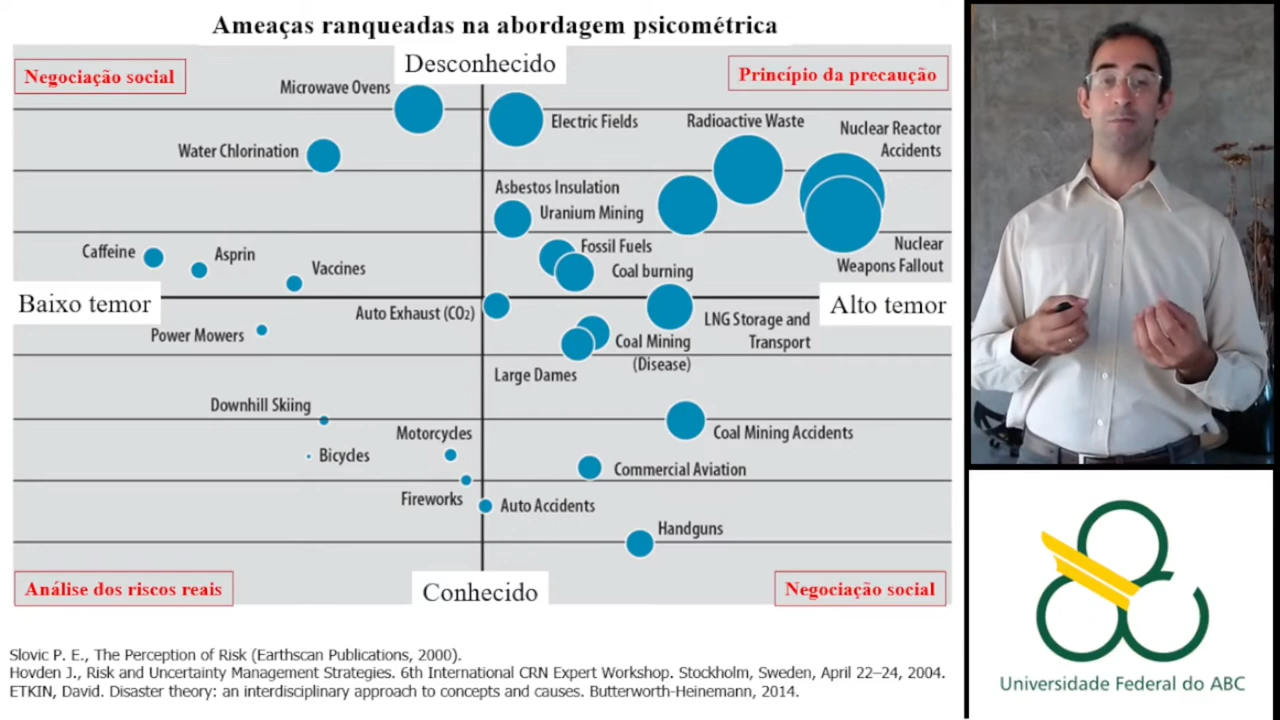 Ameaças ranqueadas na abordagem psicométrica
Negociação social
Desconhecido
Princípio da precaução
Microwave Ovens
Electric Fields
Radioactive Waste
Nuclear Reactor
Accidents
Water Chlorination
Asbestos Insulation
Uranium Mining
Caffeine
Asprin
Vaccines
Fossil Fuels
Coal burning
Nuclear
Weapons Fallout
Baixo temor
Alto temor
Auto Exhaust (CO2)
Power Mowers
LNG Storage and
Transport
Coal Mining
(Disease)
Large Dames
Downhill Skiing
Motorcycles
Coal Mining Accidents
Bicycles
Commercial Aviation
Fireworks
Auto Accidents
Handguns
Análise dos riscos reais
Conhecido
Negociação social
Slovic P. E., The Perception of Risk (Earthscan Publications, 2000).
Hovden J., Risk and Uncertainty Management Strategies. 6th International CRN Expert Workshop. Stockholm, Sweden, April 22–24, 2004.
ETKIN, David. Disaster theory: an interdisciplinary approach to concepts and causes. Butterworth-Heinemann, 2014.
Universidade Federal do ABC